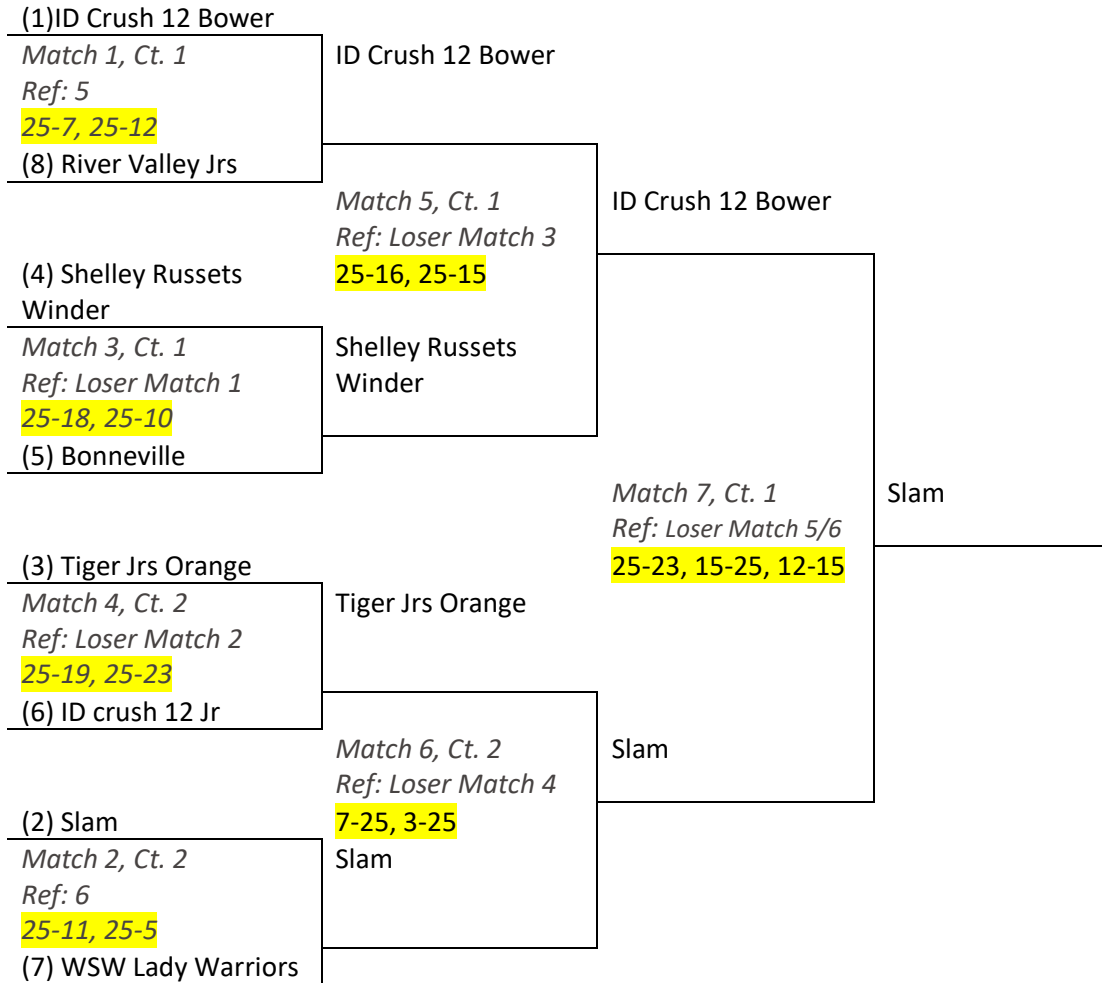 (1)ID Crush 12 Bower
Match 1, Ct. 1
Ref: 5
25-7, 25-12
(8) River Valley Jrs
ID Crush 12 Bower
Match 5, Ct. 1
Ref: Loser Match 3
25-16, 25-15
ID Crush 12 Bower
(4) Shelley Russets
Winder
Match 3, Ct. 1
Ref: Loser Match 1
25-18, 25-10
(5) Bonneville
Shelley Russets
Winder
Match 7, Ct. 1
Ref: Loser Match 5/6
25-23, 15-25, 12-15
Slam
(3) Tiger Jrs Orange
Match 4, Ct. 2
Ref: Loser Match 2
25-19, 25-23
(6) ID crush 12 Jr
Tiger Jrs Orange
Match 6, Ct. 2
Ref: Loser Match 4
7-25, 3-25
Slam
(2) Slam
Match 2, Ct. 2
Ref: 6
25-11, 25-5
(7) WSW Lady Warriors
Slam